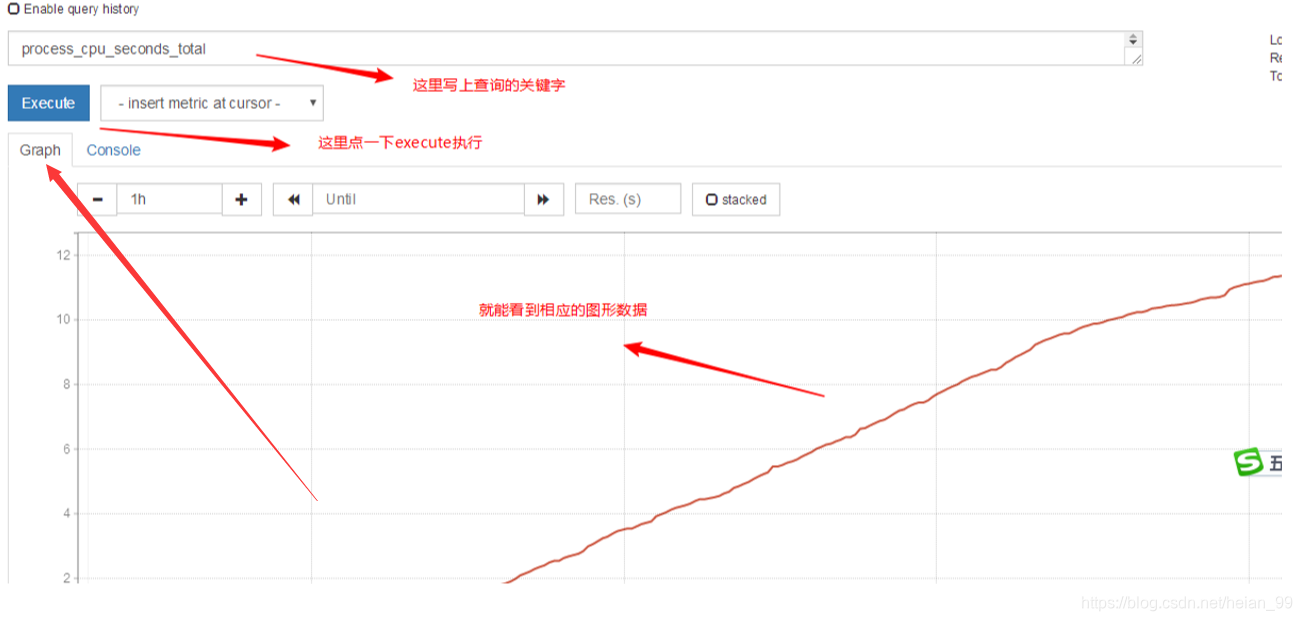 Enable query history
process_cpu_seconds_total
Lo
Re
To
这里写上查询的关键字
Execute
- insert metric at cursor -
这里点一下execute执行
Graph
Console
1h
Until
Res. (s)
stacked
12
就能看到相应的图形数据
10
8
6
五
4
2
https://blog.csdn.net/heian_99